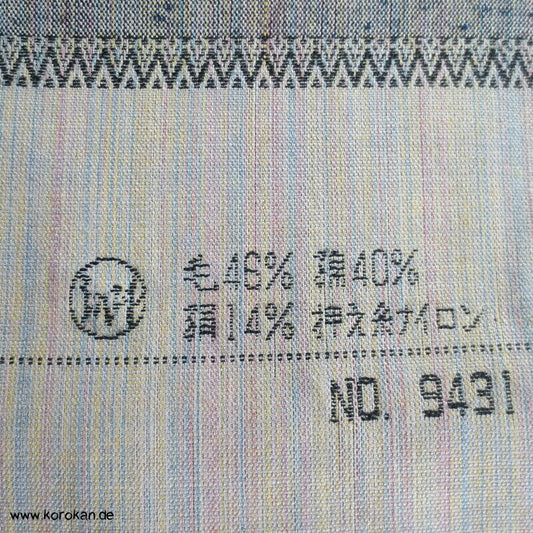 毛46% 麻40%
絹14% 押え糸ナイロン
NO. 9431
www.korokan.de